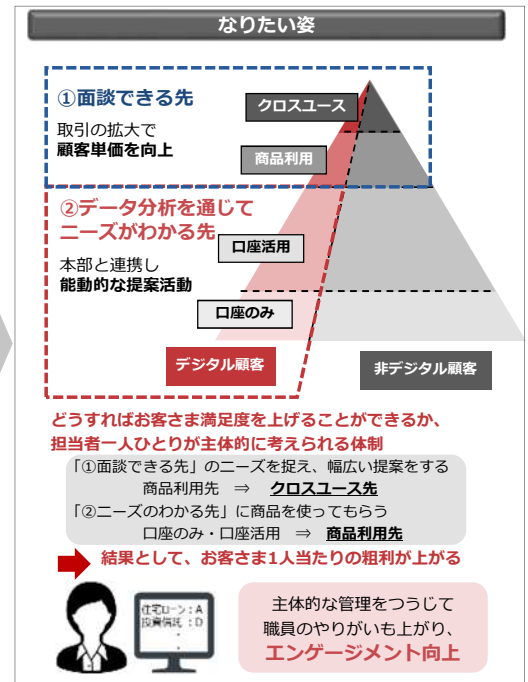 なりたい姿
①面談できる先
取引の拡大で
顧客単価を向上
クロスユース
商品利用
②データ分析を通じて
ニーズがわかる先
本部と連携し
能動的な提案活動
口座活用
口座のみ
デジタル顧客
非デジタル顧客
どうすればお客さま満足度を上げることができるか、
担当者一人ひとりが主体的に考えられる体制
「①面談できる先」のニーズを捉え、幅広い提案をする
商品利用先 ⇒ クロスユース先
「②ニーズのわかる先」に商品を使ってもらう
口座のみ・口座活用 ⇒ 商品利用先
結果として、お客さま1人当たりの粗利が上がる
住宅ローン:A
投資信託:D
・
・
主体的な管理をつうじて
職員のやりがいも上がり、
エンゲージメント向上